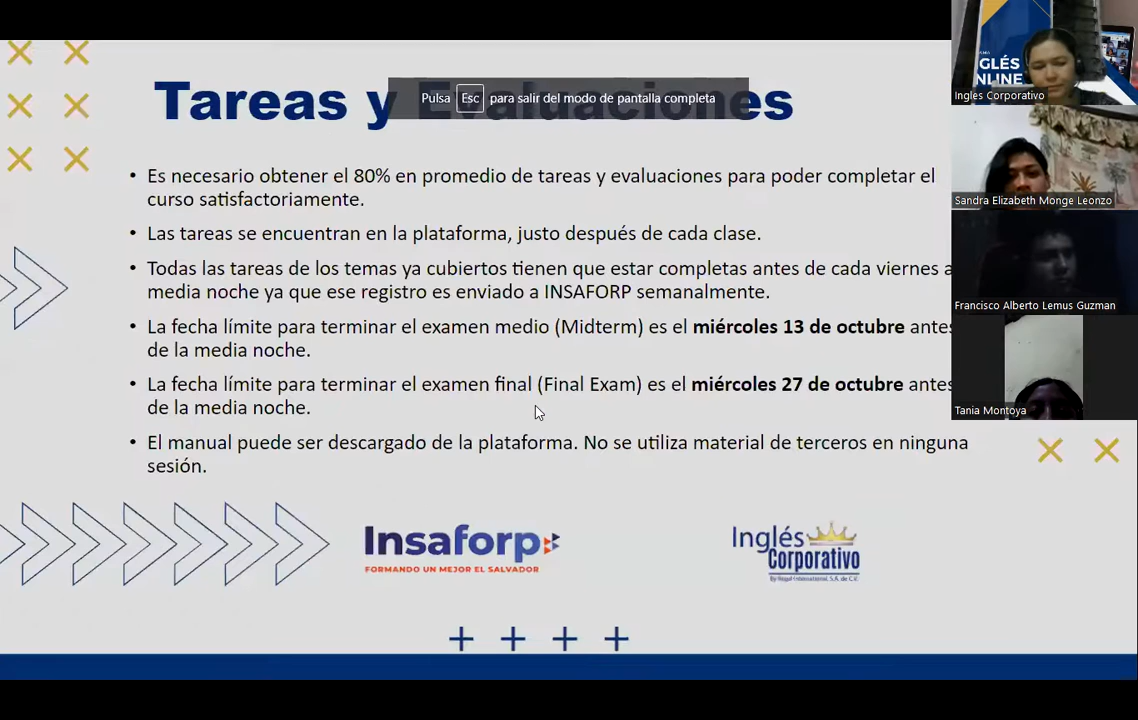 Tareas y Evaluaciones
Pulsa Esc para salir del modo de pantalla completa
• Es necesario obtener el 80% en promedio de tareas y evaluaciones para poder completar el
curso satisfactoriamente.
• Las tareas se encuentran en la plataforma, justo después de cada clase.
• Todas las tareas de los temas ya cubiertos tienen que estar completas antes de cada viernes a
media noche ya que ese registro es enviado a INSAFORP semanalmente.
• La fecha límite para terminar el examen medio (Midterm) es el miércoles 13 de octubre antes
de la media noche.
• La fecha límite para terminar el examen final (Final Exam) es el miércoles 27 de octubre antes
de la media noche.
• El manual puede ser descargado de la plataforma. No se utiliza material de terceros en ninguna
sesión.
Insaforp
FORMANDO UN MEJOR EL SALVADOR
Inglés
Corporativo
By Regal International, S.A. de C.V.
GLÉS
NLINE
Ingles Corporativo
Sandra Elizabeth Monge Leonzo
Francisco Alberto Lemus Guzman
Tania Montoya